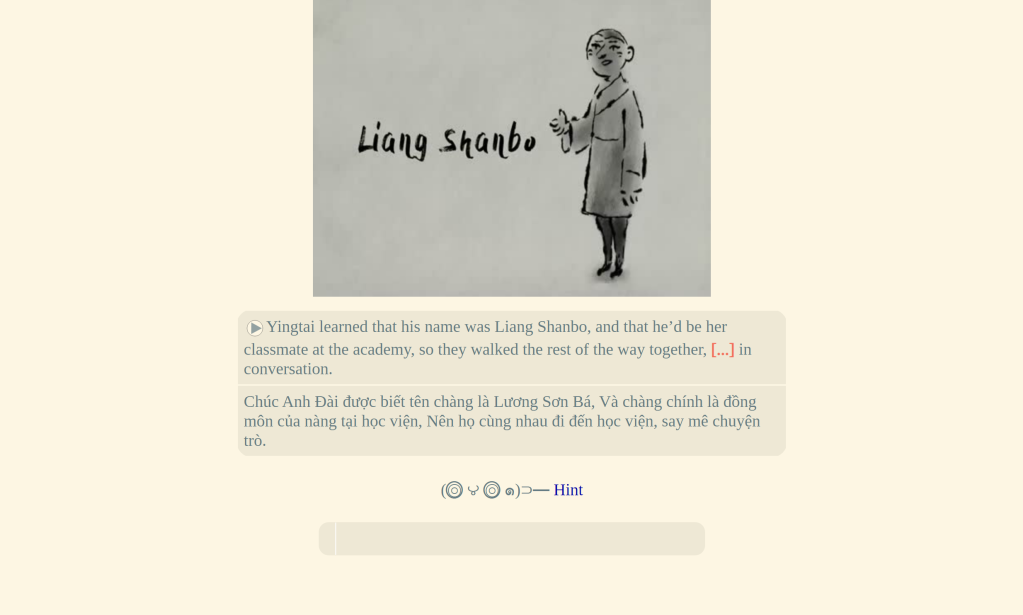 Liang Shanbo
Yingtai learned that his name was Liang Shanbo, and that he’d be her
classmate at the academy, so they walked the rest of the way together, [...] in
conversation.
Chúc Anh Đài được biết tên chàng là Lương Sơn Bá, Và chàng chính là đồng
môn của nàng tại học viện, Nên họ cùng nhau đi đến học viện, say mê chuyện
trò.
Hint